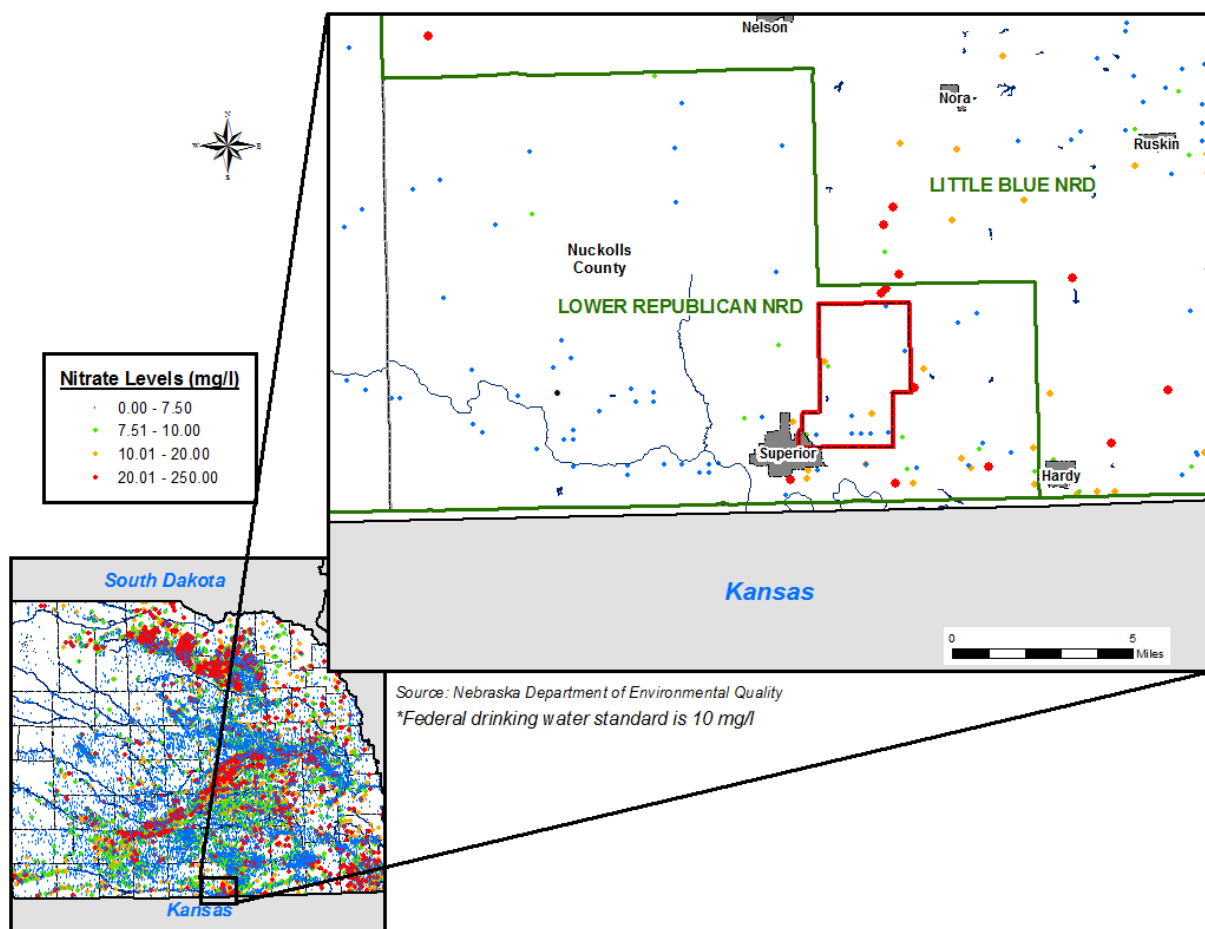 Nelson
Nora
Ruskin
LITTLE BLUE NRD
Nuckolls
County
LOWER REPUBLICAN NRD
Superior
Hardy
Kansas
0 5
Miles
N
W E
S
Nitrate Levels (mg/l)
0.00 - 7.50
7.51 - 10.00
10.01 - 20.00
20.01 - 250.00
South Dakota
Kansas
Source: Nebraska Department of Environmental Quality
*Federal drinking water standard is 10 mg/l